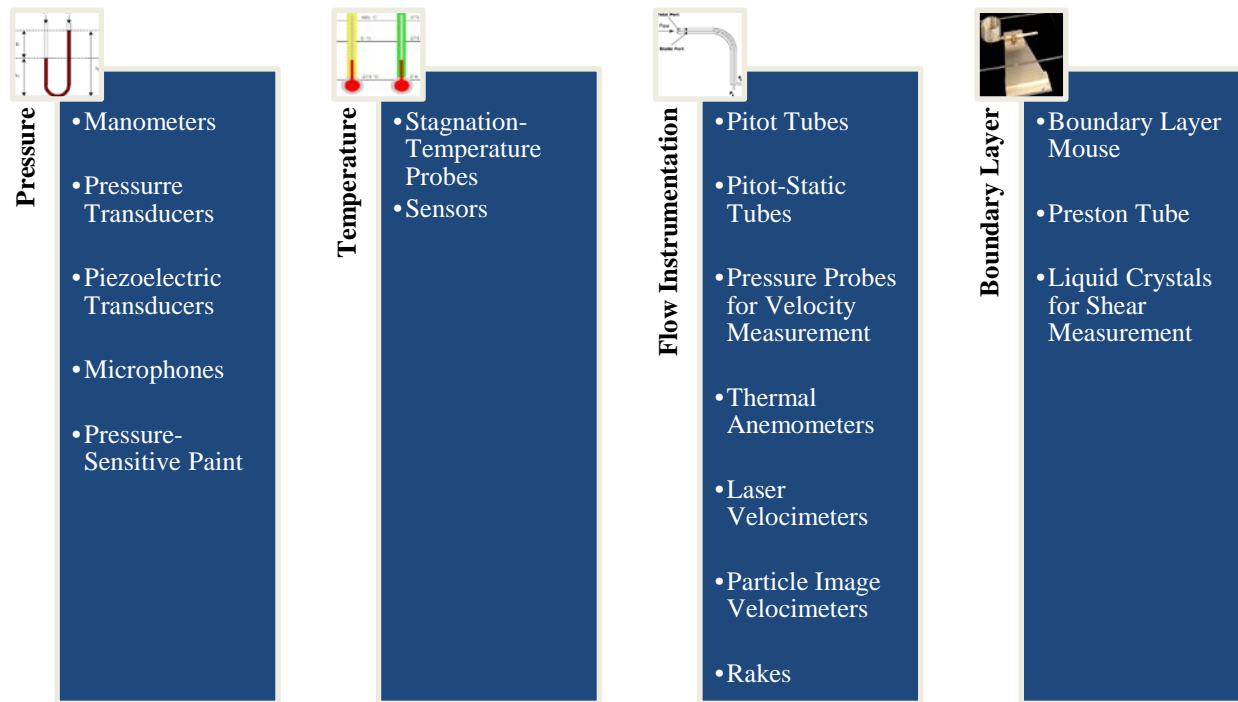 Pressure
•Manometers
•Pressurre
Transducers
•Piezoelectric
Transducers
•Microphones
•Pressure-
Sensitive Paint
Temperature
•Stagnation-
Temperature
Probes
•Sensors
Flow Instrumentation
•Pitot Tubes
•Pitot-Static
Tubes
•Pressure Probes
for Velocity
Measurement
•Thermal
Anemometers
•Laser
Velocimeters
•Particle Image
Velocimeters
•Rakes
Boundary Layer
•Boundary Layer
Mouse
•Preston Tube
•Liquid Crystals
for Shear
Measurement